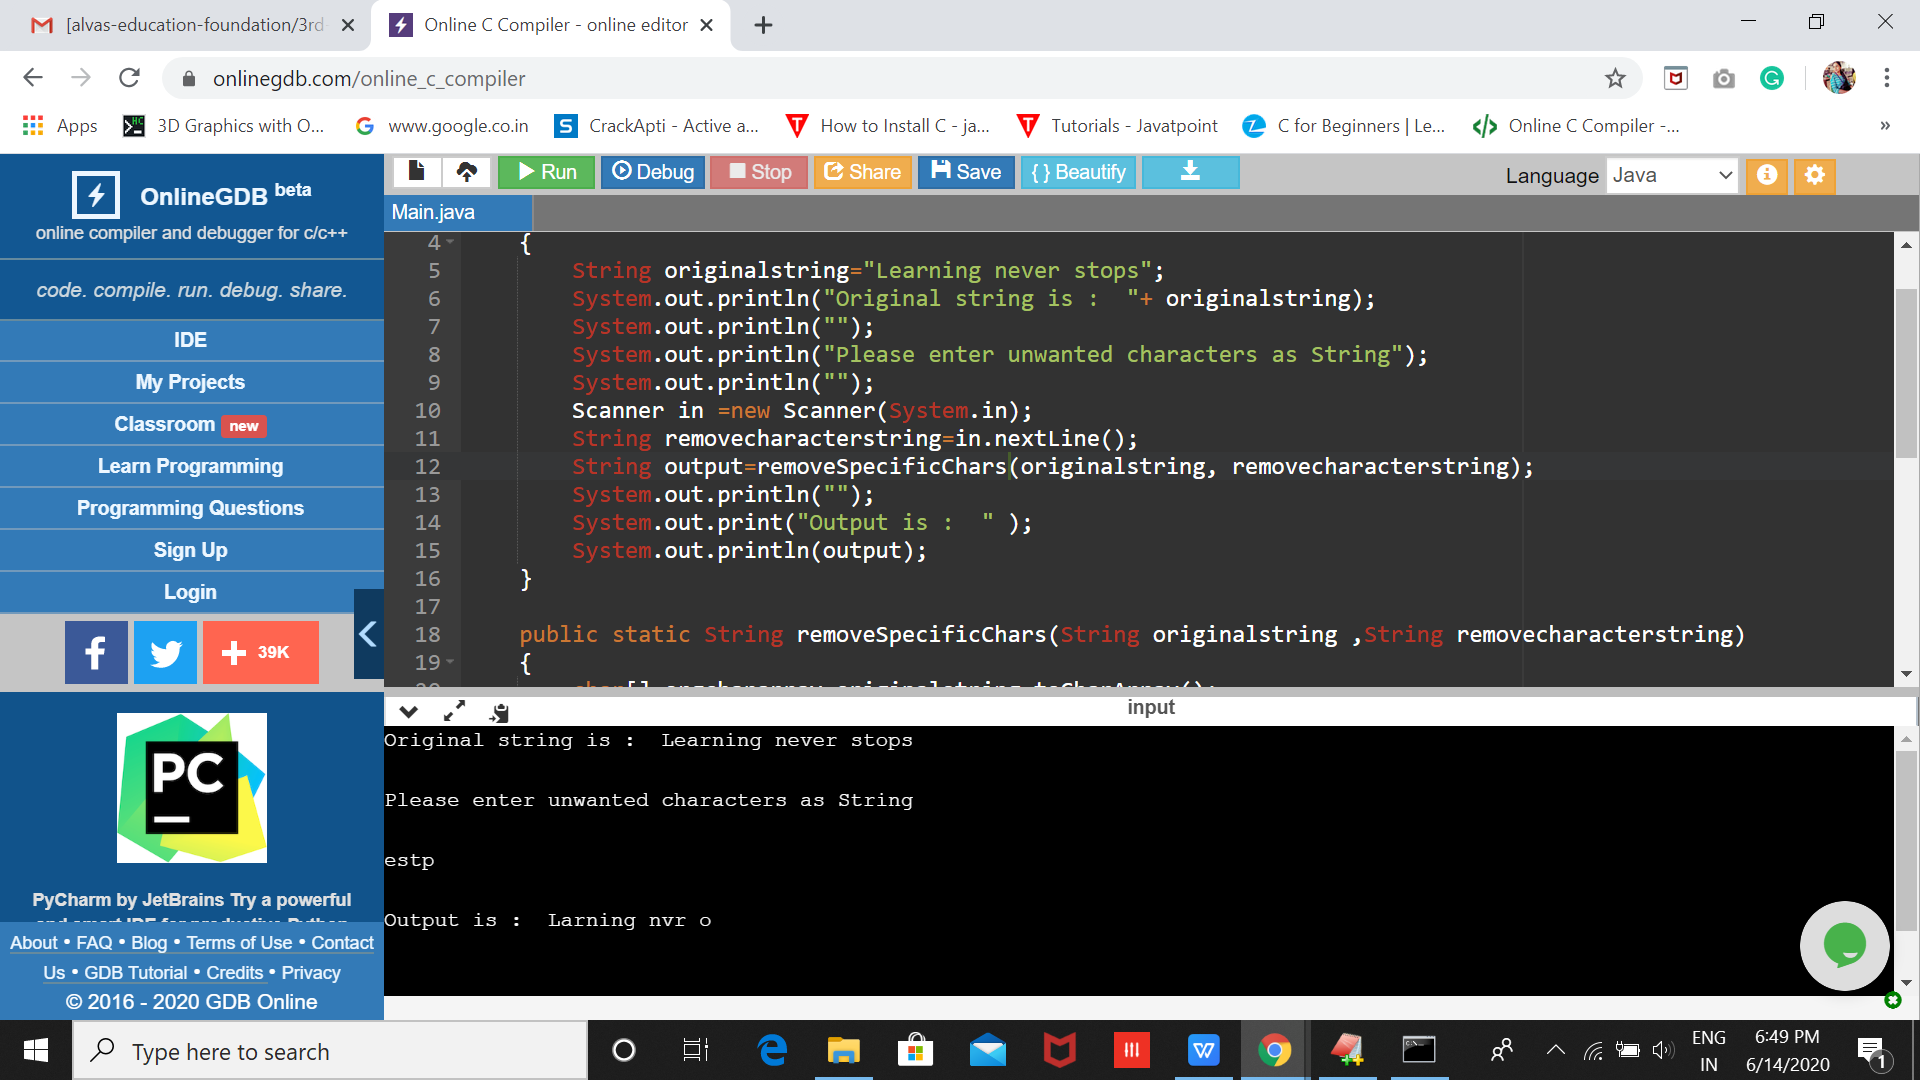 [alvas-education-foundation/3rd
Online C Compiler - online editor
onlinegdb.com/online_c_compiler
Apps
3D Graphics with O...
www.google.co.in
CrackApti - Active a...
How to Install C - ja...
Tutorials - Javatpoint
C for Beginners | Le...
Online C Compiler -...
»
OnlineGDB beta
online compiler and debugger for c/c++
code. compile. run. debug. share.
IDE
My Projects
Classroom new
Learn Programming
Programming Questions
Sign Up
Login
39K
PC
PyCharm by JetBrains Try a powerful
About • FAQ • Blog • Terms of Use • Contact
Us • GDB Tutorial • Credits • Privacy
© 2016 - 2020 GDB Online
Run
Debug
Stop
Share
Save
{ } Beautify
Language Java
Main.java
4 {
5 String originalstring="Learning never stops";
6 System.out.println("Original string is :  "+ originalstring);
7 System.out.println("");
8 System.out.println("Please enter unwanted characters as String");
9 System.out.println("");
10 Scanner in =new Scanner(System.in);
11 String removecharacterstring=in.nextLine();
12 String output=removeSpecificChars(originalstring, removecharacterstring);
13 System.out.println("");
14 System.out.print("Output is :  " );
15 System.out.println(output);
16 }
17
18 public static String removeSpecificChars(String originalstring ,String removecharacterstring)
19 {
input
Original string is :  Learning never stops
Please enter unwanted characters as String
estp
Output is :  Larning nvr o
Type here to search
ENG
IN
6:49 PM
6/14/2020
1